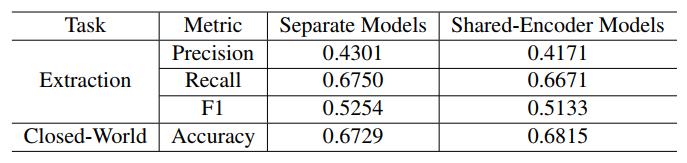 Task Metric Separate Models Shared-Encoder Models
Precision 0.4301 0.4171
Extraction Recall 0.6750 0.6671
F1 0.5254 0.5133
Closed-World Accuracy 0.6729 0.6815